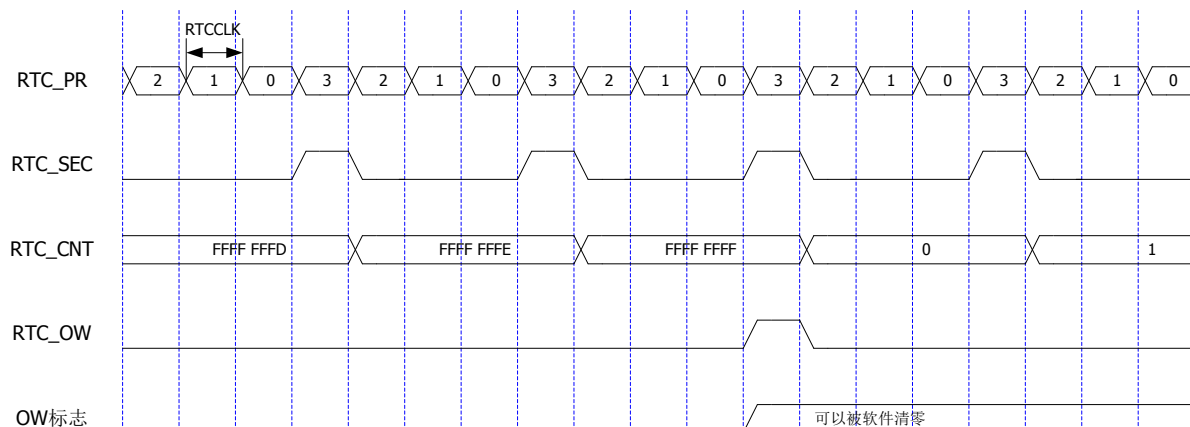 RTCCLK
RTC_PR 2 1 0 3 2 1 0 3 2 1 0 3 2 1 0 3 2 1 0
RTC_SEC
RTC_CNT FFFF FFFD FFFF FFFE FFFF FFFF 0 1
RTC_OW
OW标志 可以被软件清零